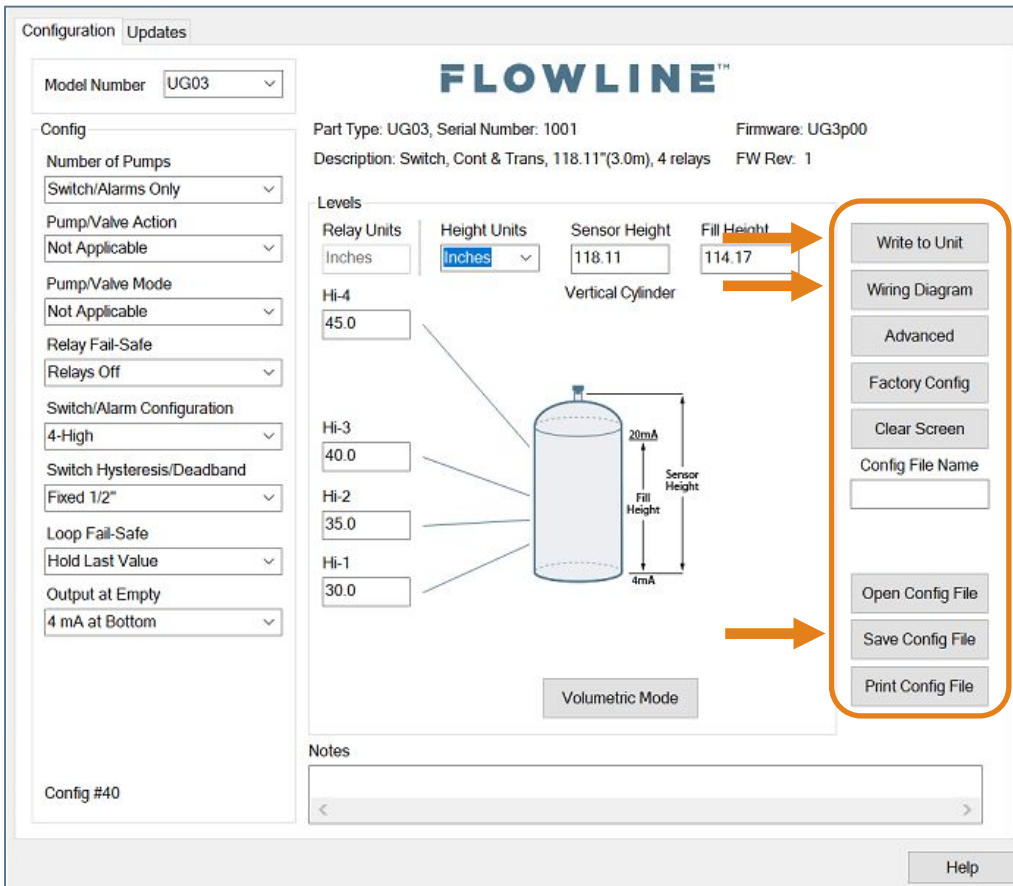 Configuration
Updates
Model Number
UG03
FLOWLINE™
Part Type: UG03, Serial Number: 1001
Firmware: UG3p00
Description: Switch, Cont & Trans, 118.11"(3.0m), 4 relays
FW Rev: 1
Config
Number of Pumps
Switch/Alarms Only
Pump/Valve Action
Not Applicable
Pump/Valve Mode
Not Applicable
Relay Fail-Safe
Relays Off
Switch/Alarm Configuration
4-High
Switch Hysteresis/Deadband
Fixed 1/2"
Loop Fail-Safe
Hold Last Value
Output at Empty
4 mA at Bottom
Config #40
Levels
Relay Units
Inches
Height Units
Inches
Sensor Height
118.11
Fill Height
114.17
Vertical Cylinder
Hi-4
45.0
Hi-3
40.0
Hi-2
35.0
Hi-1
30.0
20mA
Sensor
Height
Fill
Height
4mA
Volumetric Mode
Write to Unit
Wiring Diagram
Advanced
Factory Config
Clear Screen
Config File Name
Open Config File
Save Config File
Print Config File
Notes
Help